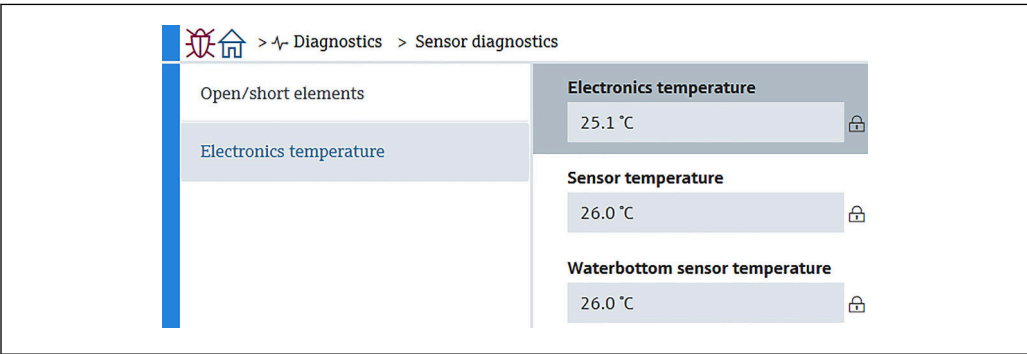 > Diagnostics > Sensor diagnostics
Open/short elements
Electronics temperature
Electronics temperature
25.1 °C
Sensor temperature
26.0 °C
Waterbottom sensor temperature
26.0 °C